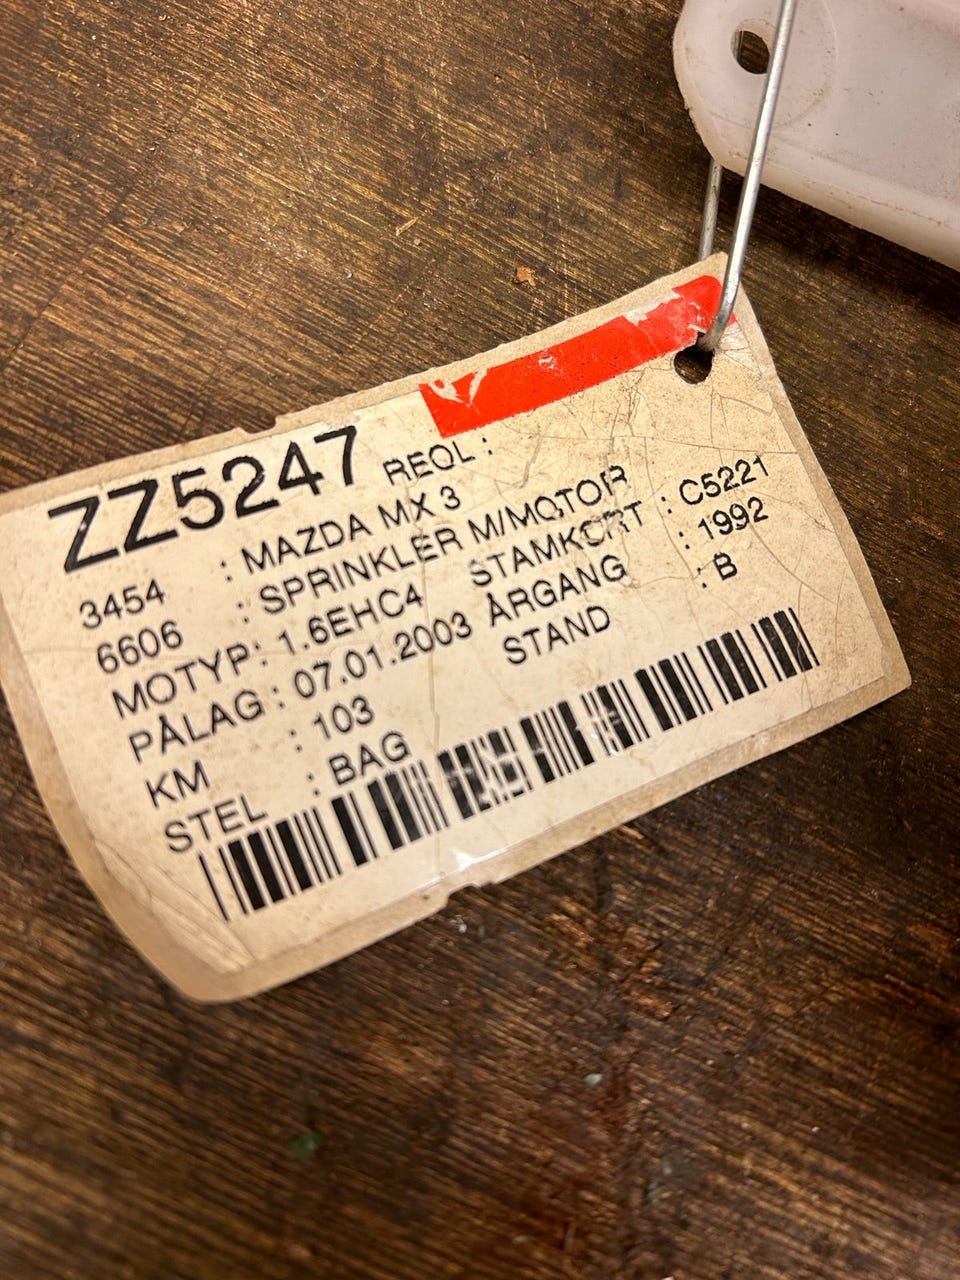 ZZ5247 REOL :
3454 : MAZDA MX 3
6606 : SPRINKLER M/MOTOR
MOTYP : 1.6EHC4 STAMKORT : C5221
PÅLAG : 07.01.2003 ÅRGANG : 1992
KM : 103 STAND : B
STEL : BAG